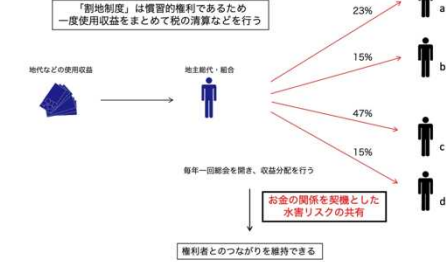 「割地制度」は慣習的権利であるため
一度使用収益をまとめて税の清算などを行う
23%
a
地代などの使用収益
地主総代・組合
15%
b
47%
c
15%
d
毎年一回総会を開き、収益分配を行う
お金の関係を契機とした
水害リスクの共有
権利者とのつながりを維持できる